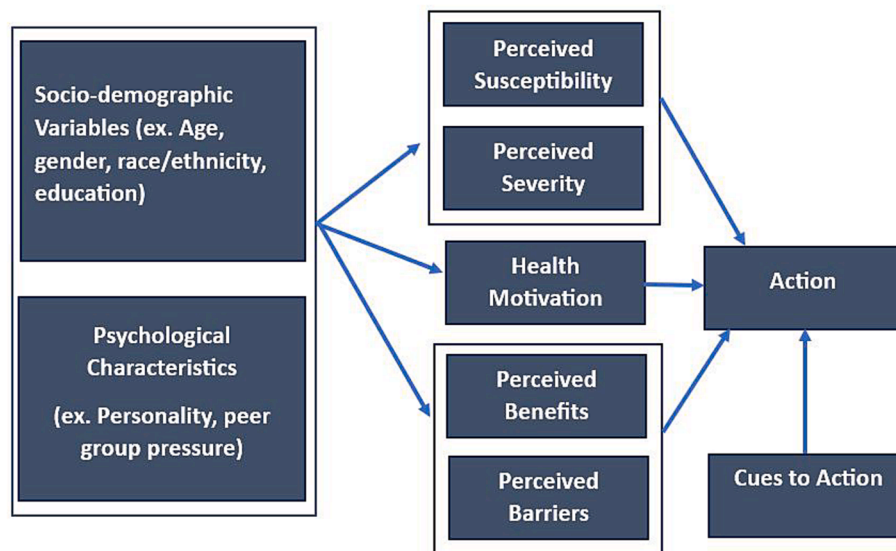 Socio-demographic
Variables (ex. Age,
gender, race/ethnicity,
education)
Psychological
Characteristics
(ex. Personality, peer
group pressure)
Perceived
Susceptibility
Perceived
Severity
Health
Motivation
Perceived
Benefits
Perceived
Barriers
Action
Cues to Action